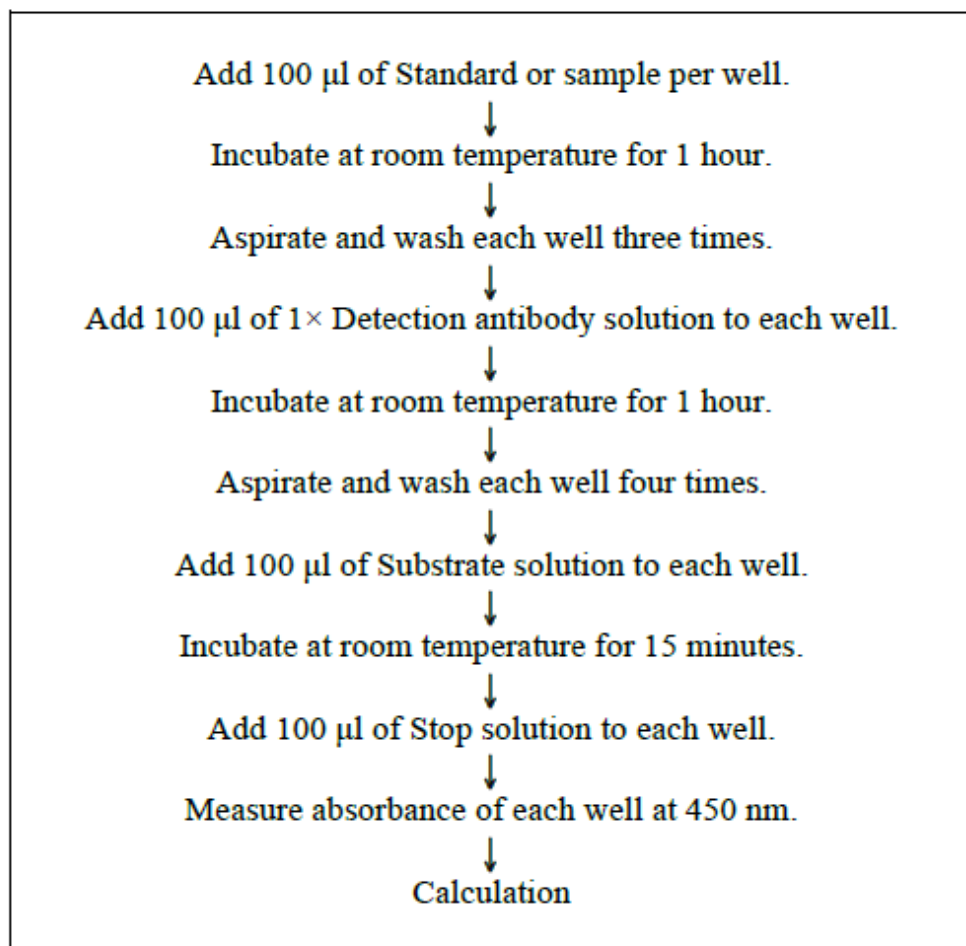 Add 100 μl of Standard or sample per well.
↓
Incubate at room temperature for 1 hour.
↓
Aspirate and wash each well three times.
↓
Add 100 μl of 1× Detection antibody solution to each well.
↓
Incubate at room temperature for 1 hour.
↓
Aspirate and wash each well four times.
↓
Add 100 μl of Substrate solution to each well.
↓
Incubate at room temperature for 15 minutes.
↓
Add 100 μl of Stop solution to each well.
↓
Measure absorbance of each well at 450 nm.
↓
Calculation